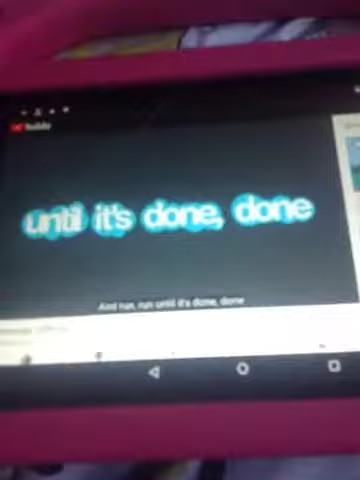 until it's done, done
And run, run until it's done, done